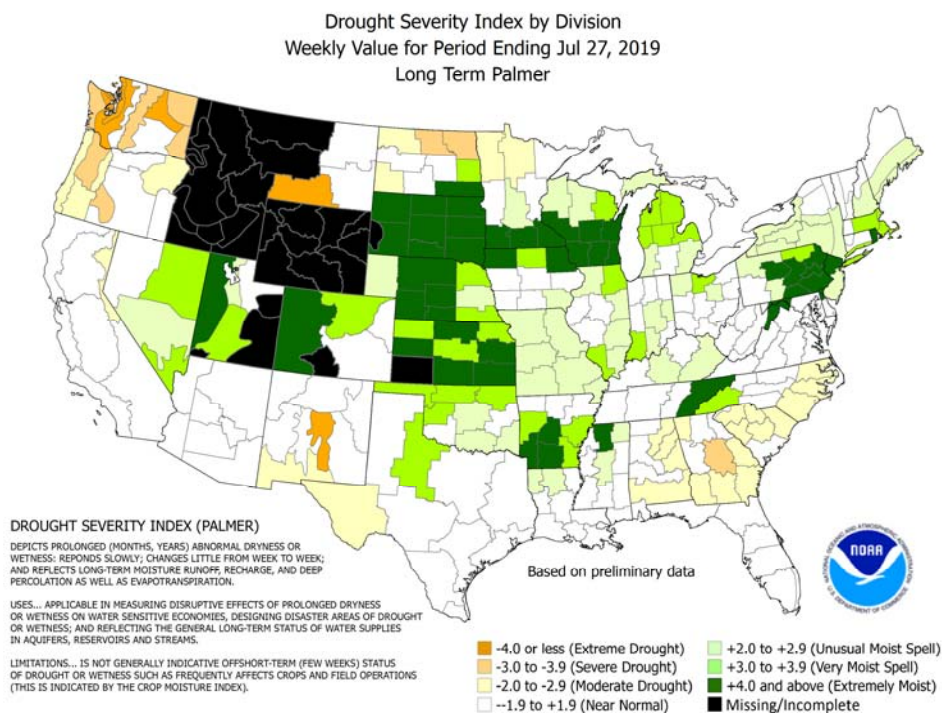 Drought Severity Index by Division
Weekly Value for Period Ending Jul 27, 2019
Long Term Palmer
DROUGHT SEVERITY INDEX (PALMER)
DEPICTS PROLONGED (MONTHS, YEARS) ABNORMAL DRYNESS OR
WETNESS: REPONDS SLOWLY; CHANGES LITTLE FROM WEEK TO WEEK;
AND REFLECTS LONG-TERM MOISTURE RUNOFF, RECHARGE, AND DEEP
PERCOLATION AS WELL AS EVAPOTRANSPIRATION.
USES... APPLICABLE IN MEASURING DISRUPTIVE EFFECTS OF PROLONGED DRYNESS
OR WETNESS ON WATER SENSITIVE ECONOMIES, DESIGNING DISASTER AREAS OF DROUGHT
OR WETNESS; AND REFLECTING THE GENERAL LONG-TERM STATUS OF WATER SUPPLIES
IN AQUIFERS, RESERVOIRS AND STREAMS.
LIMITATIONS... IS NOT GENERALLY INDICATIVE OFFSHORT-TERM (FEW WEEKS) STATUS
OF DROUGHT OR WETNESS SUCH AS FREQUENTLY AFFECTS CROPS AND FIELD OPERATIONS
(THIS IS INDICATED BY THE CROP MOISTURE INDEX).
Based on preliminary data
NATIONAL OCEANIC AND ATMOSPHERIC ADMINISTRATION
NOAA
U.S. DEPARTMENT OF COMMERCE
-4.0 or less (Extreme Drought)
-3.0 to -3.9 (Severe Drought)
-2.0 to -2.9 (Moderate Drought)
--1.9 to +1.9 (Near Normal)
+2.0 to +2.9 (Unusual Moist Spell)
+3.0 to +3.9 (Very Moist Spell)
+4.0 and above (Extremely Moist)
Missing/Incomplete